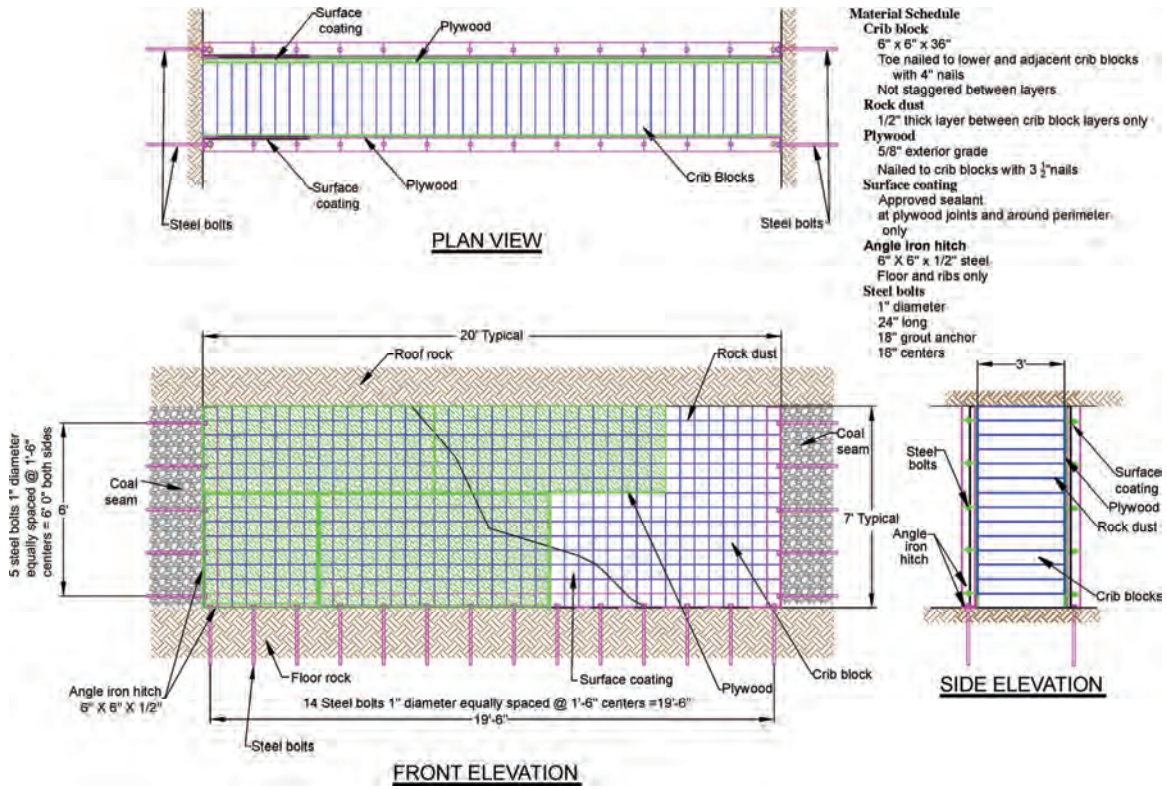 Surface
coating
Plywood
Steel bolts
Surface
coating
Plywood
Crib Blocks
Steel bolts
PLAN VIEW
Material Schedule
Crib block
6" x 6" x 36"
Toe nailed to lower and adjacent crib blocks
with 4" nails
Not staggered between layers
Rock dust
1/2" thick layer between crib block layers only
Plywood
5/8" exterior grade
Nailed to crib blocks with 3 ½"nails
Surface coating
Approved sealant
at plywood joints and around perimeter
only
Angle iron hitch
6" X 6" x 1/2" steel
Floor and ribs only
Steel bolts
1" diameter
24" long
18" grout anchor
18" centers
20' Typical
Roof rock
Rock dust
5 steel bolts 1" diameter
equally spaced @ 1'-6"
centers = 6' 0" both sides
6'
Coal
seam
Coal
seam
7' Typical
Angle iron hitch
6" X 6" X 1/2"
Floor rock
Surface coating
Plywood
Crib block
14 Steel bolts 1" diameter equally spaced @ 1'-6" centers =19'-6"
19'-6"
Steel bolts
FRONT ELEVATION
3'
Steel
bolts
Surface
coating
Plywood
Rock dust
Angle
iron
hitch
Crib blocks
SIDE ELEVATION